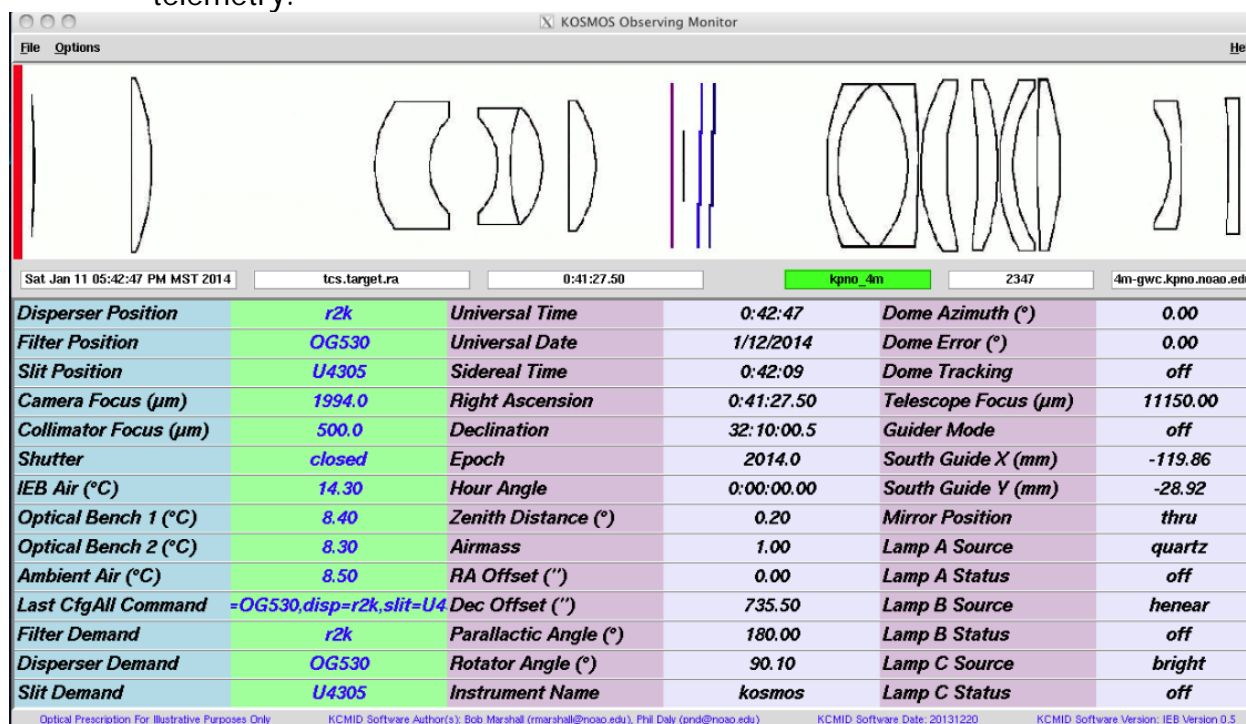 telemetry.
KOSMOS Observing Monitor
File Options He
Sat Jan 11 05:42:47 PM MST 2014 tcs.target.ra 0:41:27.50 kpno_4m 2347 4m-gwc.kpno.noao.edu
Disperser Position r2k Universal Time 0:42:47 Dome Azimuth (°) 0.00
Filter Position OG530 Universal Date 1/12/2014 Dome Error (°) 0.00
Slit Position U4305 Sidereal Time 0:42:09 Dome Tracking off
Camera Focus (µm) 1994.0 Right Ascension 0:41:27.50 Telescope Focus (µm) 11150.00
Collimator Focus (µm) 500.0 Declination 32:10:00.5 Guider Mode off
Shutter closed Epoch 2014.0 South Guide X (mm) -119.86
IEB Air (°C) 14.30 Hour Angle 0:00:00.00 South Guide Y (mm) -28.92
Optical Bench 1 (°C) 8.40 Zenith Distance (°) 0.20 Mirror Position thru
Optical Bench 2 (°C) 8.30 Airmass 1.00 Lamp A Source quartz
Ambient Air (°C) 8.50 RA Offset ('') 0.00 Lamp A Status off
Last CfgAll Command =OG530,disp=r2k,slit=U4 Dec Offset ('') 735.50 Lamp B Source henear
Filter Demand r2k Parallactic Angle (°) 180.00 Lamp B Status off
Disperser Demand OG530 Rotator Angle (°) 90.10 Lamp C Source bright
Slit Demand U4305 Instrument Name kosmos Lamp C Status off
Optical Prescription For Illustrative Purposes Only KCMID Software Author(s): Bob Marshall (rmarshall@noao.edu), Phil Daly (pnd@noao.edu) KCMID Software Date: 20131220 KCMID Software Version: IEB Version 0.5